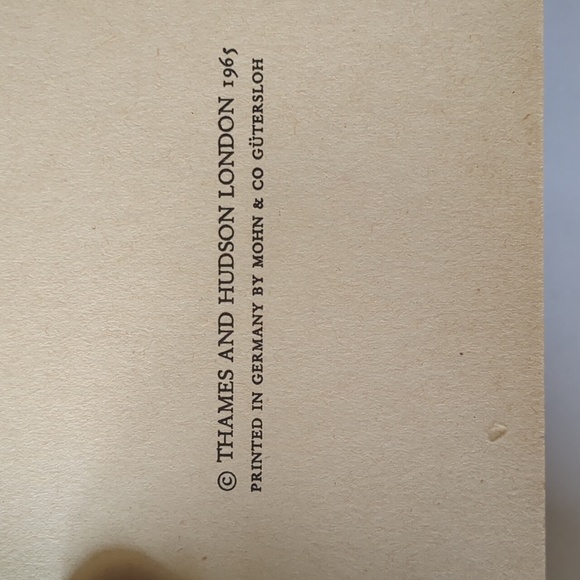 © THAMES AND HUDSON LONDON 1965
PRINTED IN GERMANY BY MOHN & CO GÜTERSLOH